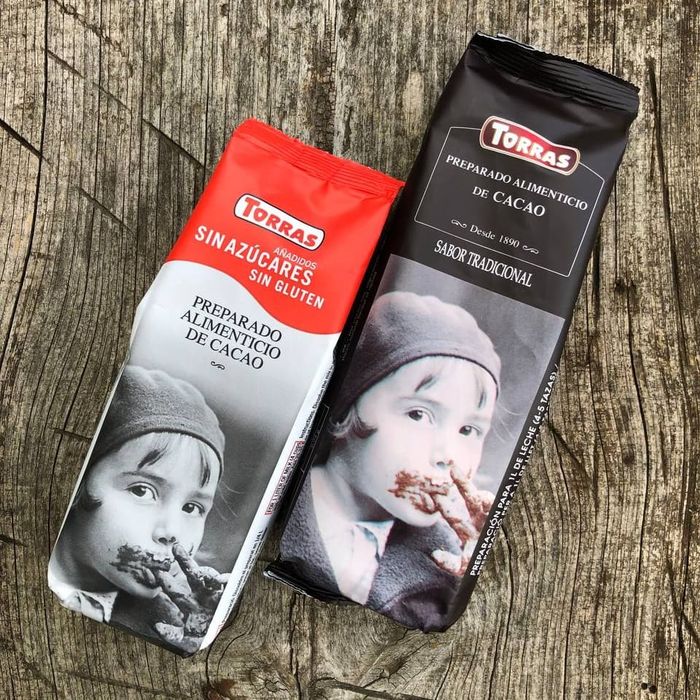 TORRAS
SIN AZÚCARES
AÑADIDOS
SIN GLUTEN
PREPARADO
ALIMENTICIO
DE CACAO
TORRAS
PREPARADO ALIMENTICIO
DE CACAO
Desde 1890
SABOR TRADICIONAL
PREPARACIÓN PARA 1L DE LECHE (4-5 TAZAS)